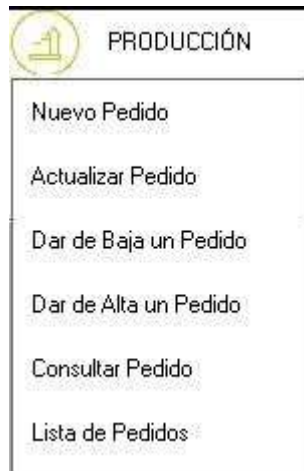 PRODUCCIÓN
Nuevo Pedido
Actualizar Pedido
Dar de Baja un Pedido
Dar de Alta un Pedido
Consultar Pedido
Lista de Pedidos